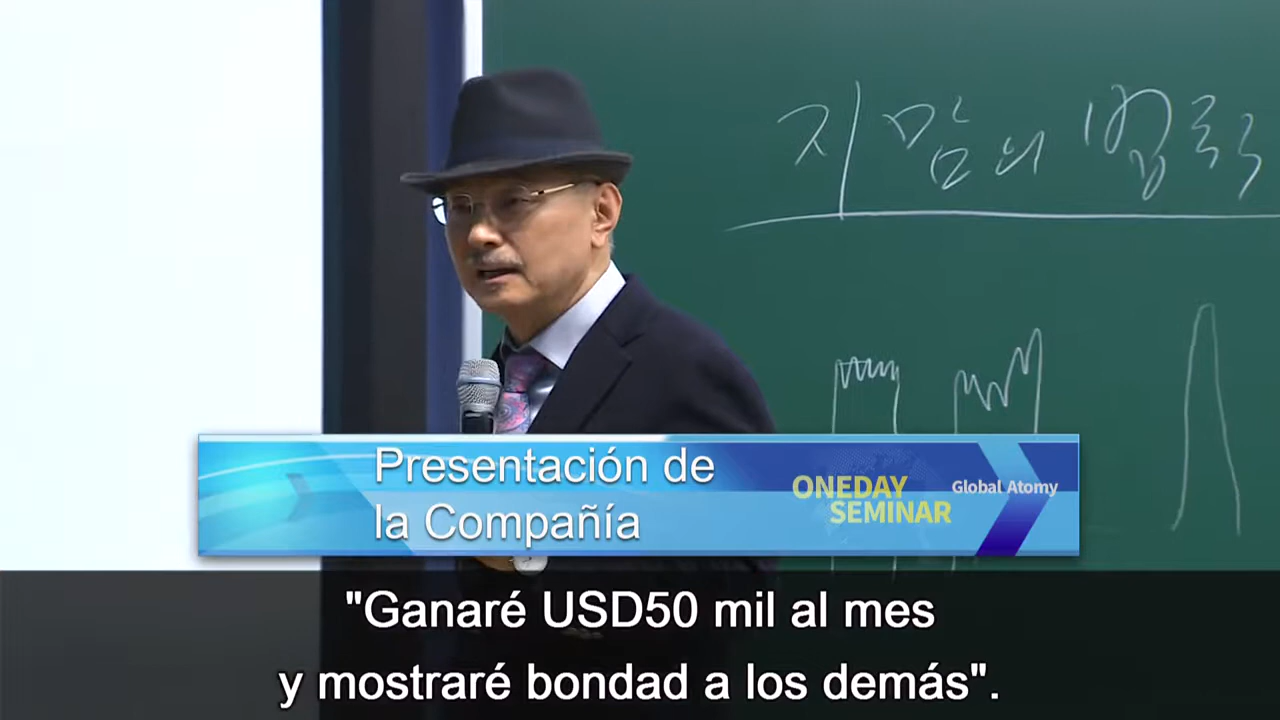 Presentación de
la Compañía
ONEDAY
SEMINAR
Global Atomy
"Ganaré USD50 mil al mes
y mostraré bondad a los demás".